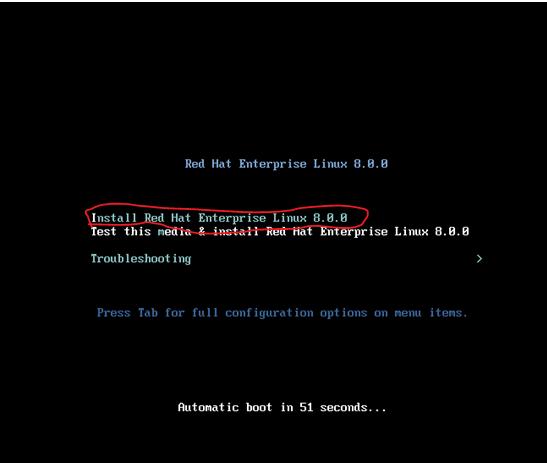 Red Hat Enterprise Linux 8.0.0
Install Red Hat Enterprise Linux 8.0.0
Test this media & install Red Hat Enterprise Linux 8.0.0
Troubleshooting >
Press Tab for full configuration options on menu items.
Automatic boot in 51 seconds...